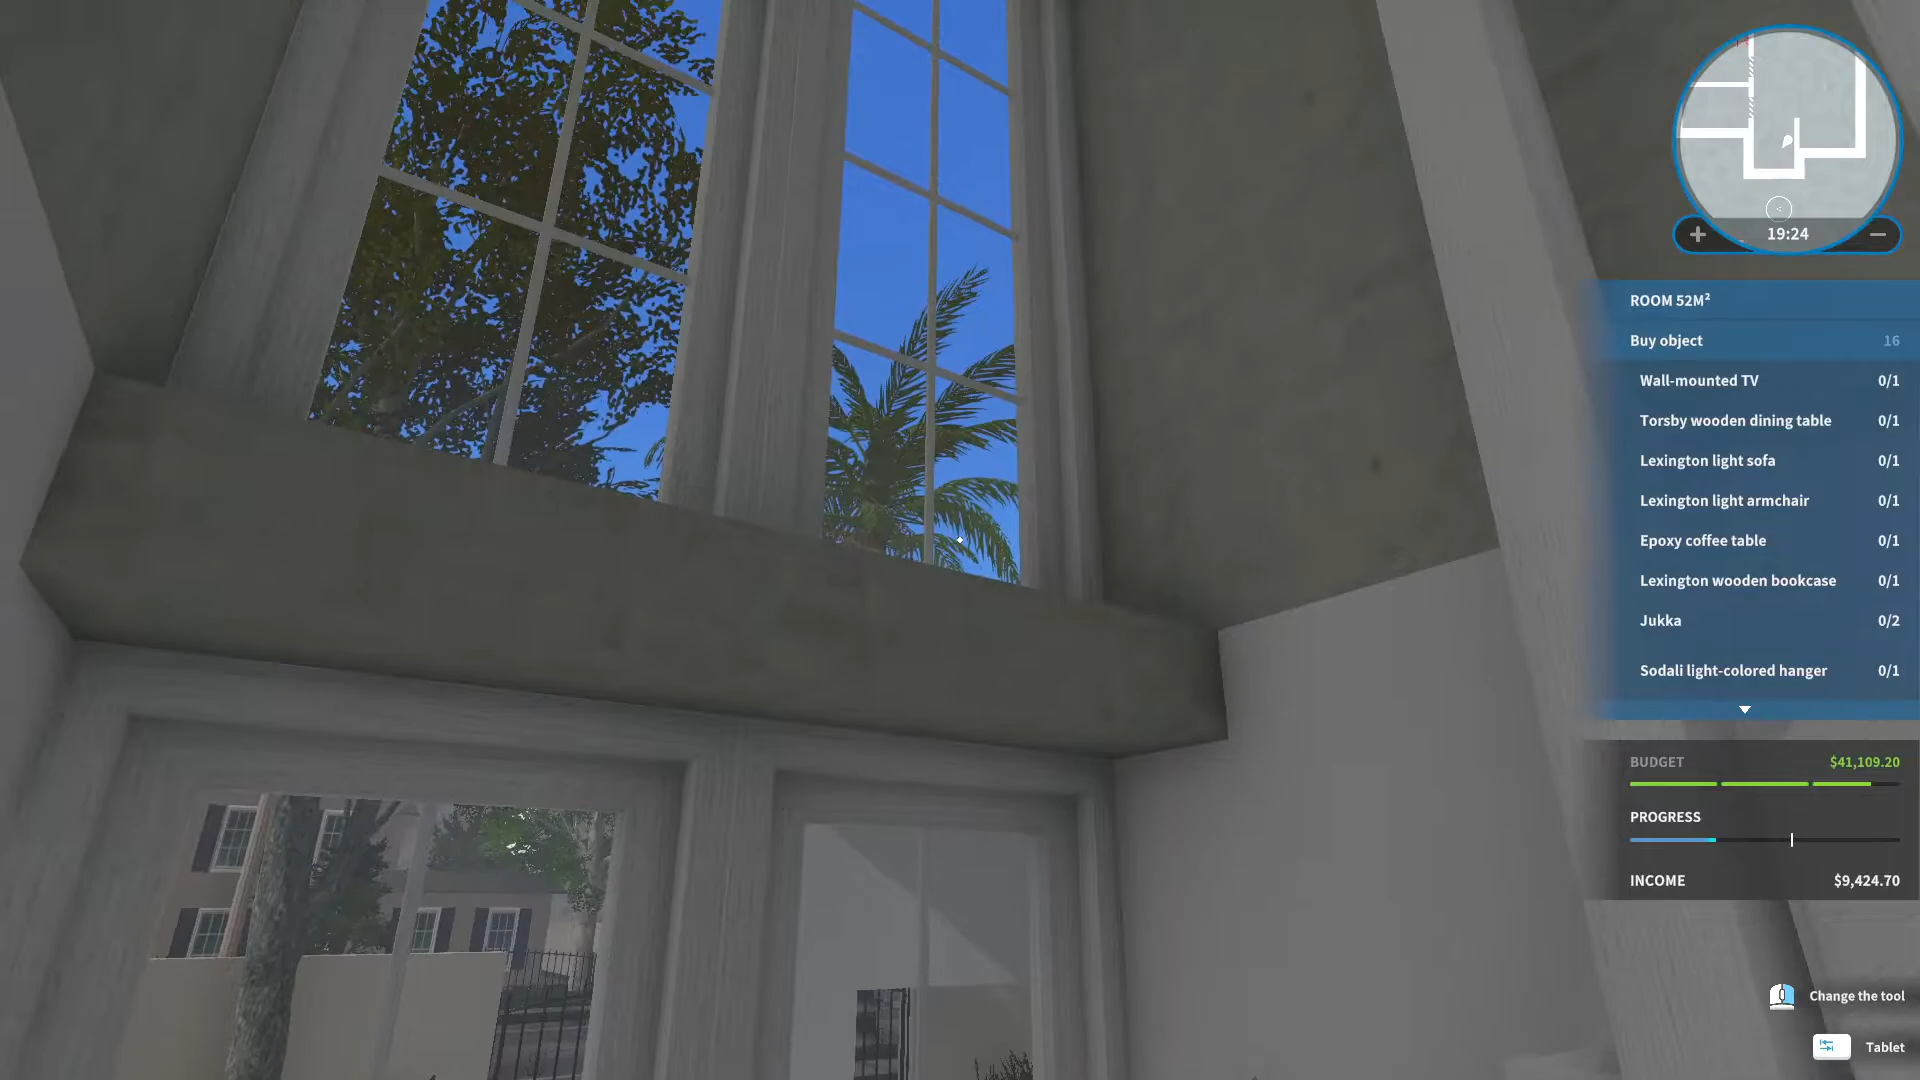 19:24
ROOM 52M²
Buy object 16
Wall-mounted TV 0/1
Torsby wooden dining table 0/1
Lexington light sofa 0/1
Lexington light armchair 0/1
Epoxy coffee table 0/1
Lexington wooden bookcase 0/1
Jukka 0/2
Sodali light-colored hanger 0/1
BUDGET $41,109.20
PROGRESS
INCOME $9,424.70
Change the tool
Tablet